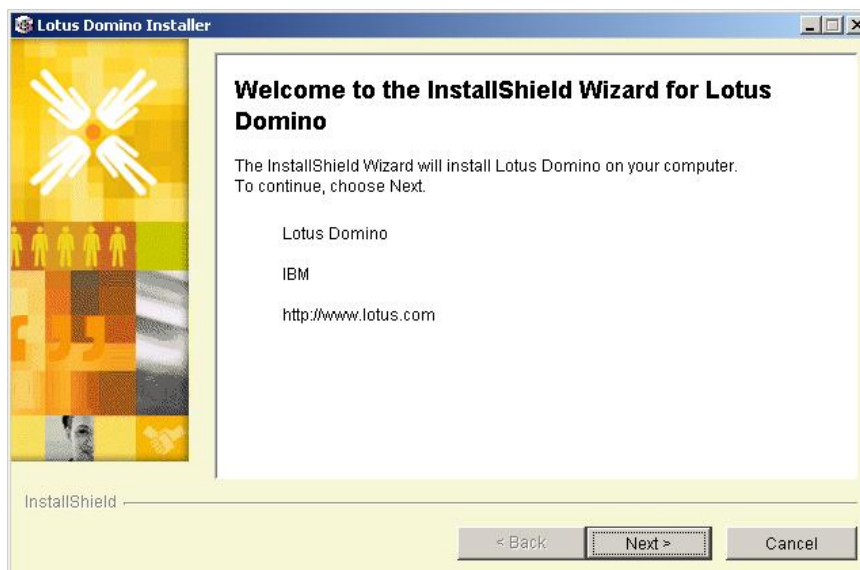 Lotus Domino Installer
Welcome to the InstallShield Wizard for Lotus
Domino
The InstallShield Wizard will install Lotus Domino on your computer.
To continue, choose Next.
Lotus Domino
IBM
http://www.lotus.com
InstallShield
< Back
Next >
Cancel